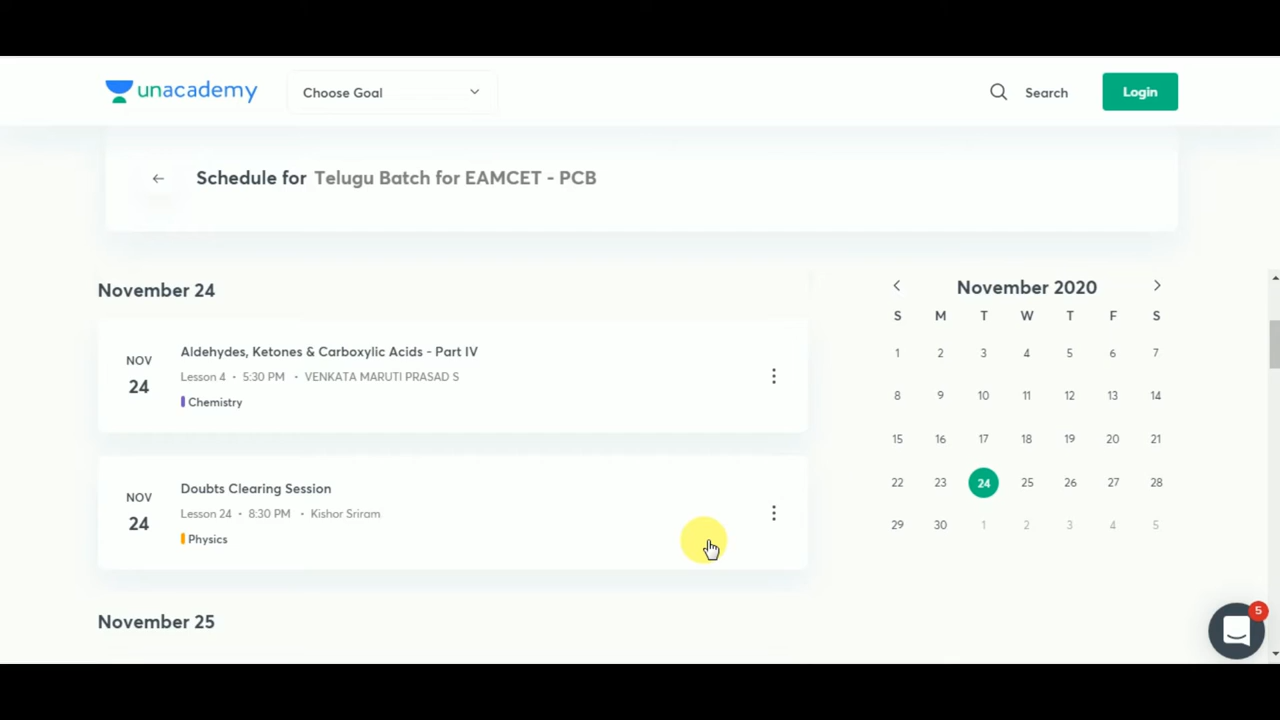 unacademy
Choose Goal
Search
Login
Schedule for Telugu Batch for EAMCET - PCB
November 24
NOV
24
Aldehydes, Ketones & Carboxylic Acids - Part IV
Lesson 4 • 5:30 PM • VENKATA MARUTI PRASAD S
Chemistry
NOV
24
Doubts Clearing Session
Lesson 24 • 8:30 PM • Kishor Sriram
Physics
November 25
November 2020
S M T W T F S
1 2 3 4 5 6 7
8 9 10 11 12 13 14
15 16 17 18 19 20 21
22 23 24 25 26 27 28
29 30 1 2 3 4 5
5